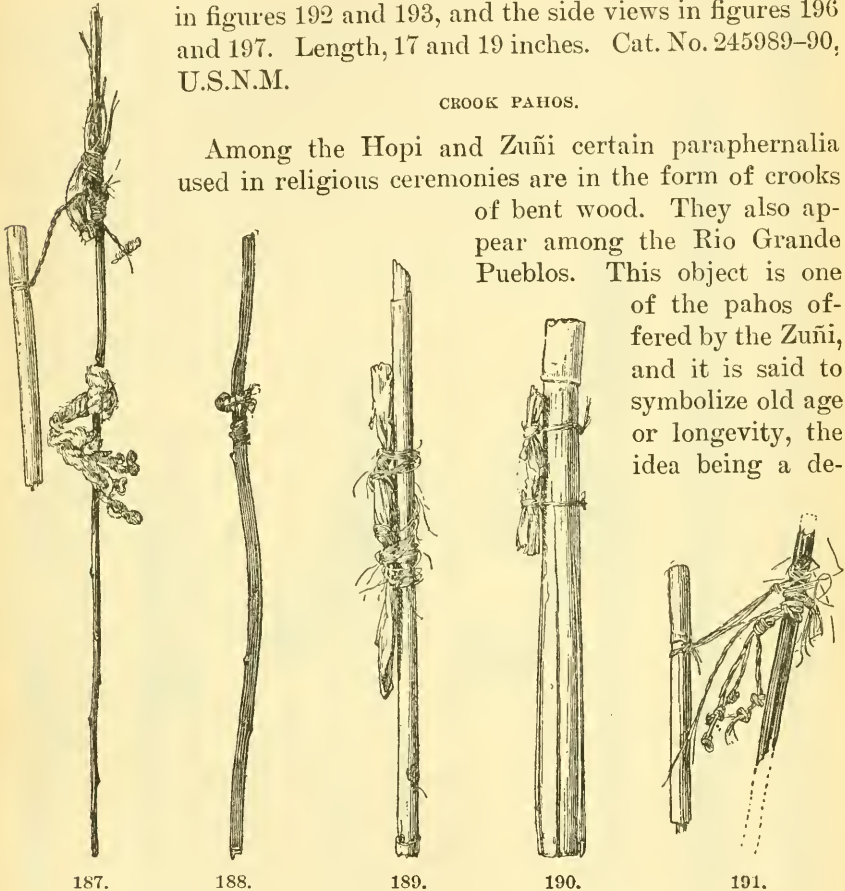 in figures 192 and 193, and the side views in figures 196
and 197. Length, 17 and 19 inches. Cat. No. 245989–90,
U.S.N.M.
CROOK PAHOS.
Among the Hopi and Zuñi certain paraphernalia
used in religious ceremonies are in the form of crooks
of bent wood. They also ap-
pear among the Rio Grande
Pueblos. This object is one
of the pahos of-
fered by the Zuñi,
and it is said to
symbolize old age
or longevity, the
idea being a de-
187. 188. 189. 190. 191.